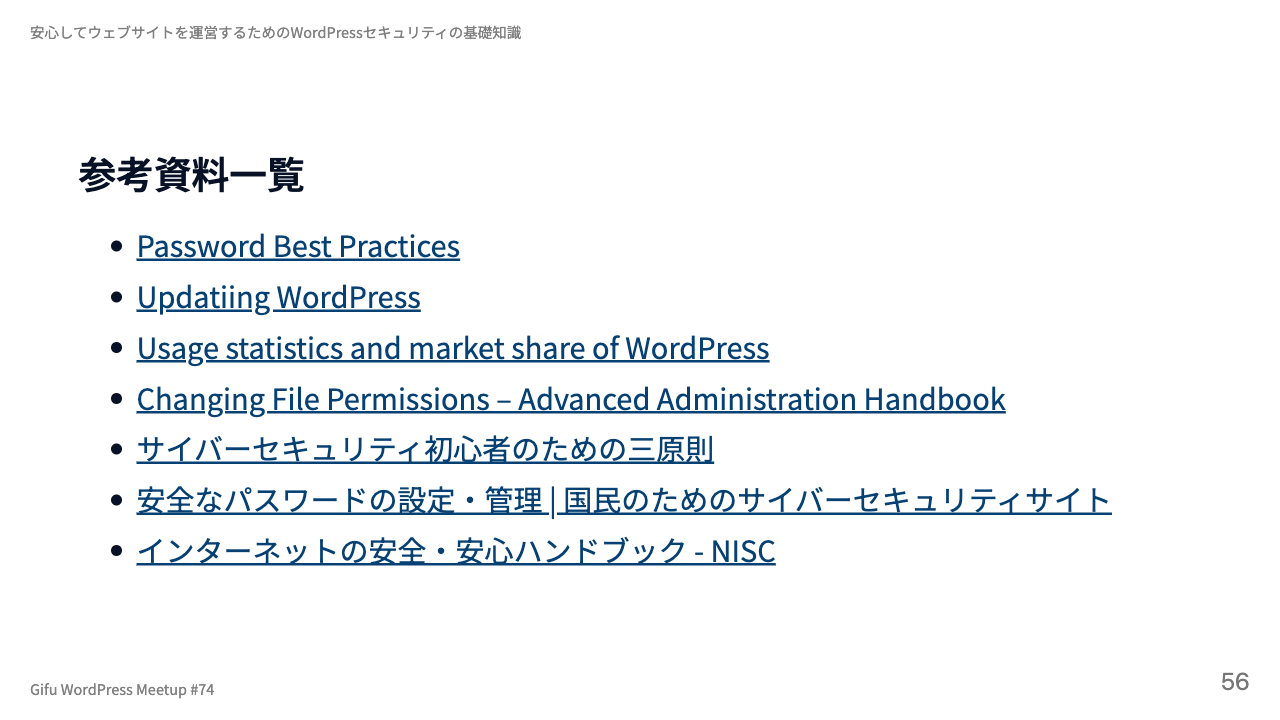 安心してウェブサイトを運営するためのWordPressセキュリティの基礎知識
参考資料一覧
Password Best Practices
Updatiing WordPress
Usage statistics and market share of WordPress
Changing File Permissions – Advanced Administration Handbook
サイバーセキュリティ初心者のための三原則
安全なパスワードの設定・管理 | 国民のためのサイバーセキュリティサイト
インターネットの安全・安心ハンドブック - NISC
Gifu WordPress Meetup #74
56